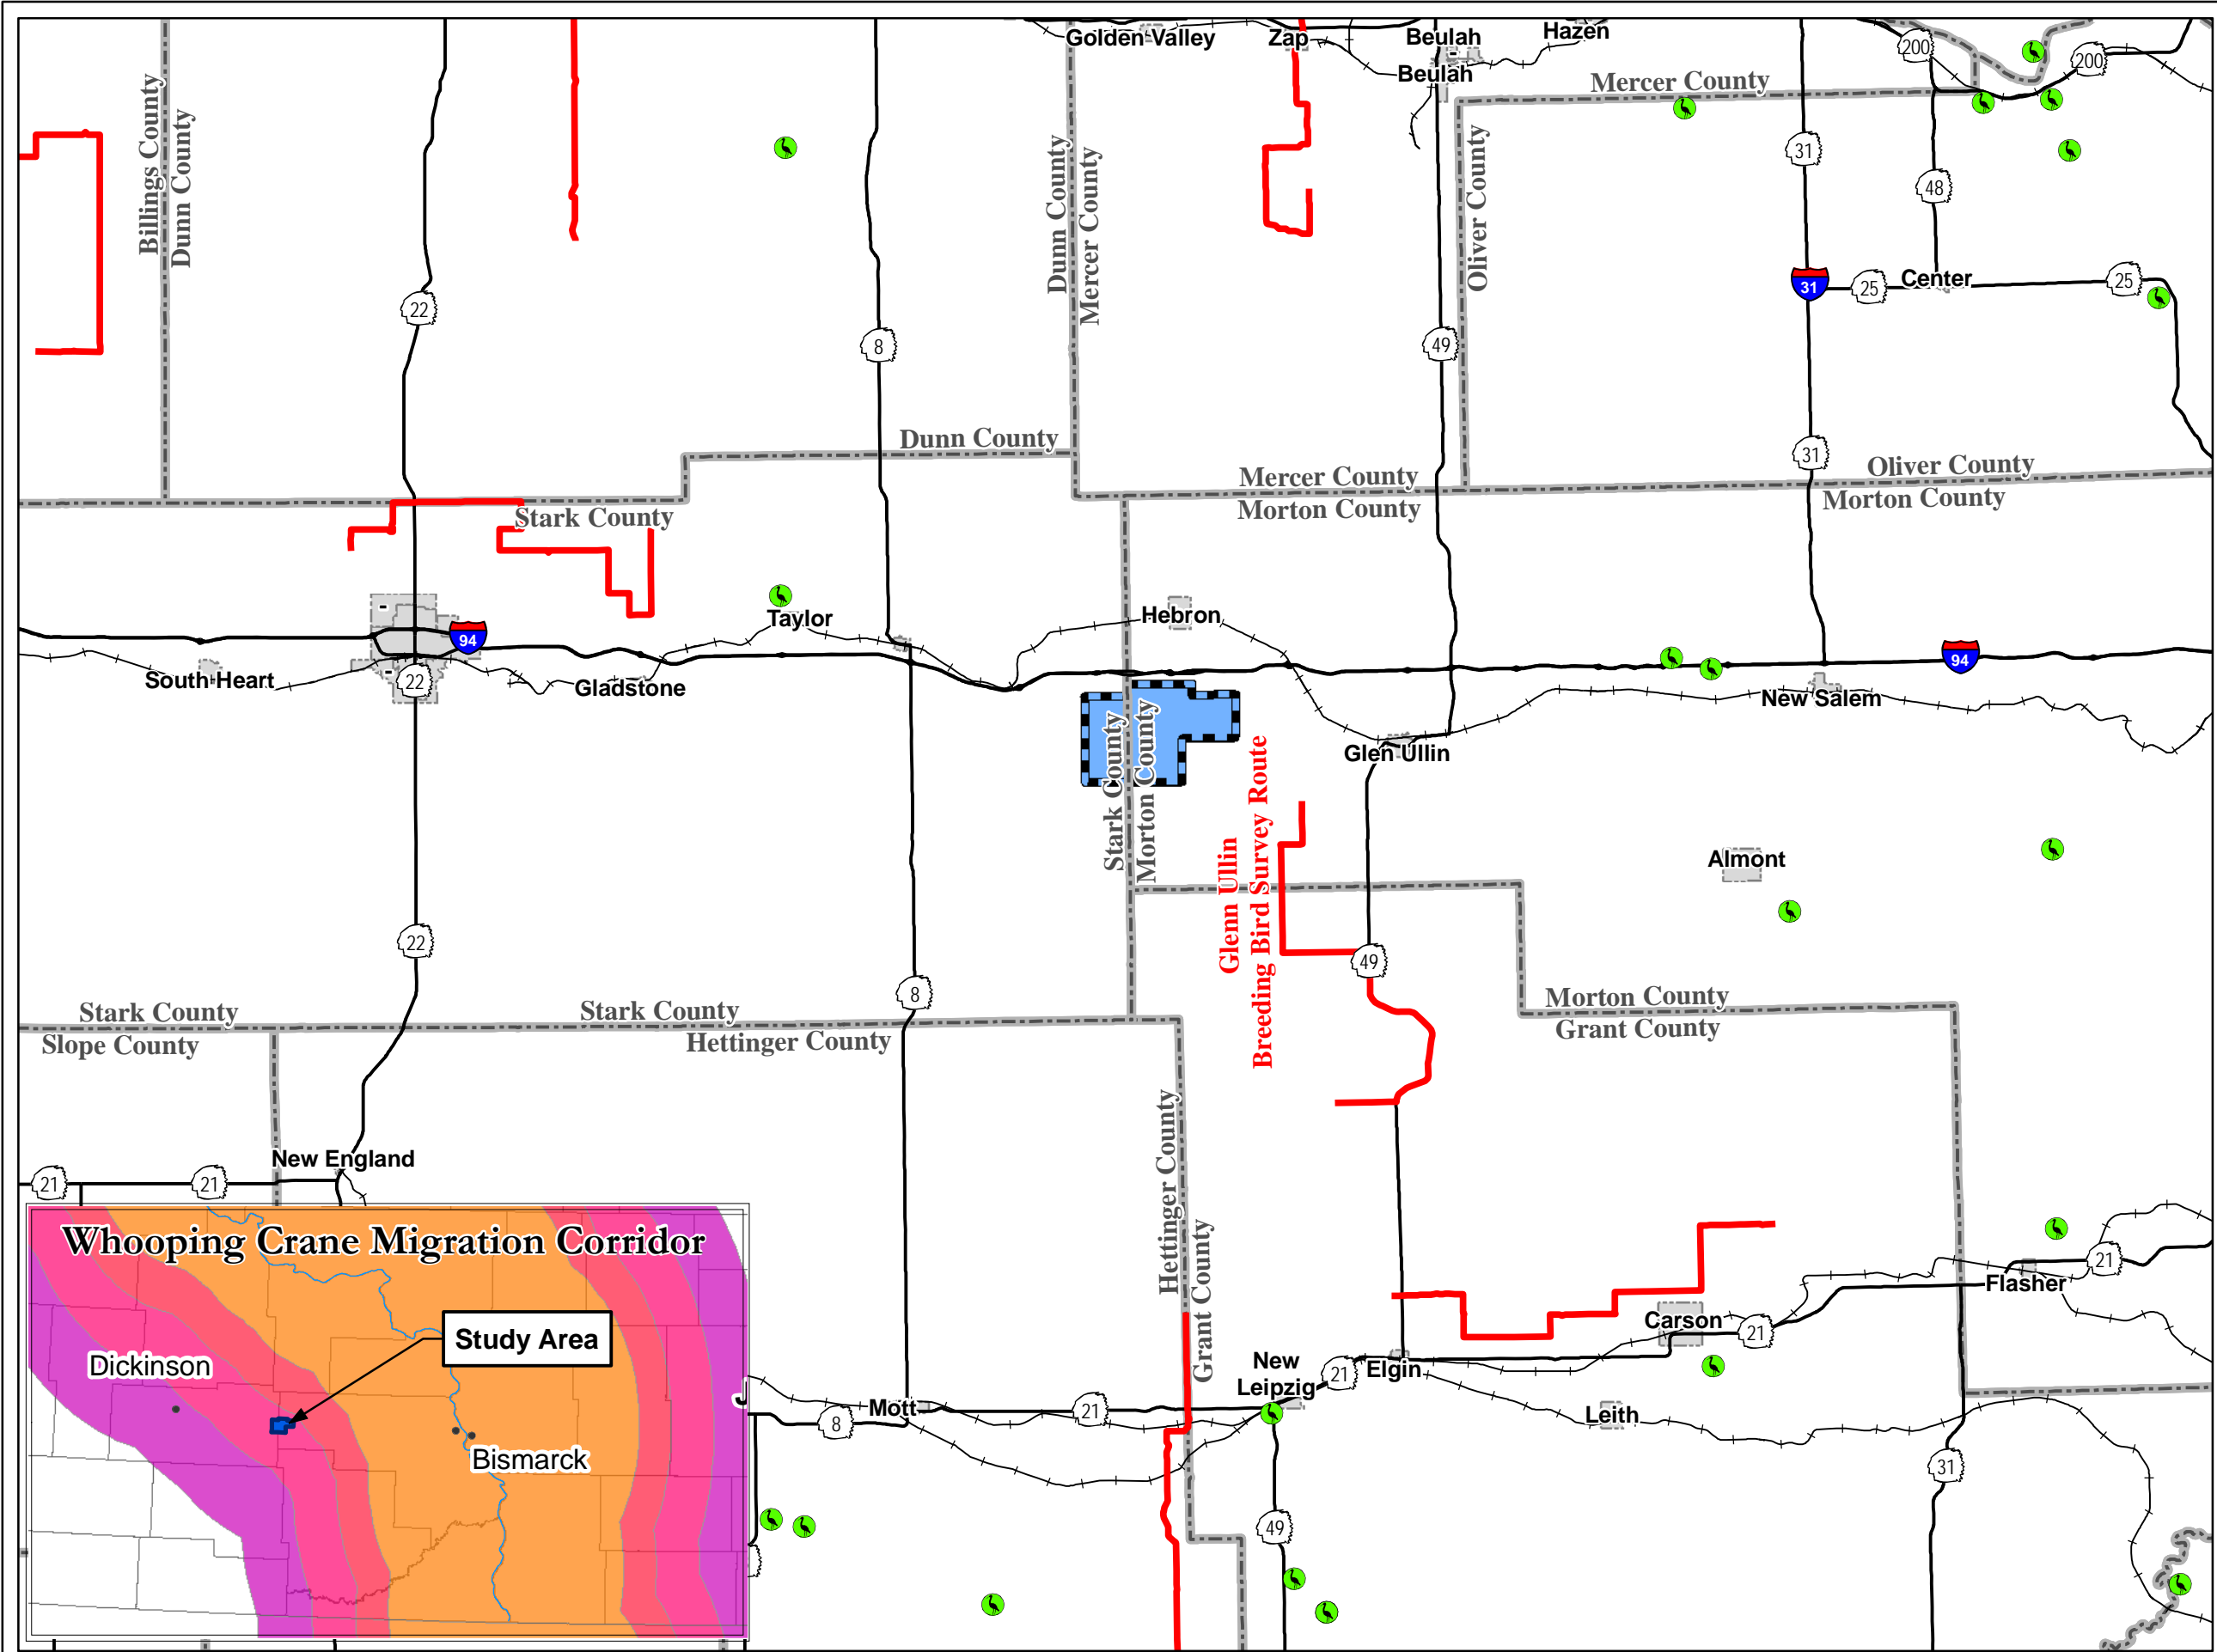 Golden Valley
Zap
Beulah
Hazen
Beulah
200
200
Mercer County
Billings County
Dunn County
Dunn County
Mercer County
Oliver County
31
48
22
8
49
31
25
Center
25
Dunn County
Mercer County
Morton County
31
Oliver County
Morton County
Stark County
94
Taylor
Hebron
South Heart
22
Gladstone
94
New Salem
Glen Ullin
Stark County
Morton County
Glenn Ullin
Breeding Bird Survey Route
Almont
22
8
49
Stark County
Slope County
Stark County
Hettinger County
Morton County
Grant County
Hettinger County
Grant County
New England
21
21
Whooping Crane Migration Corridor
Study Area
Dickinson
Bismarck
Flasher
21
Carson
21
New
Leipzig
21
Elgin
Mott
8
21
Leith
31
49